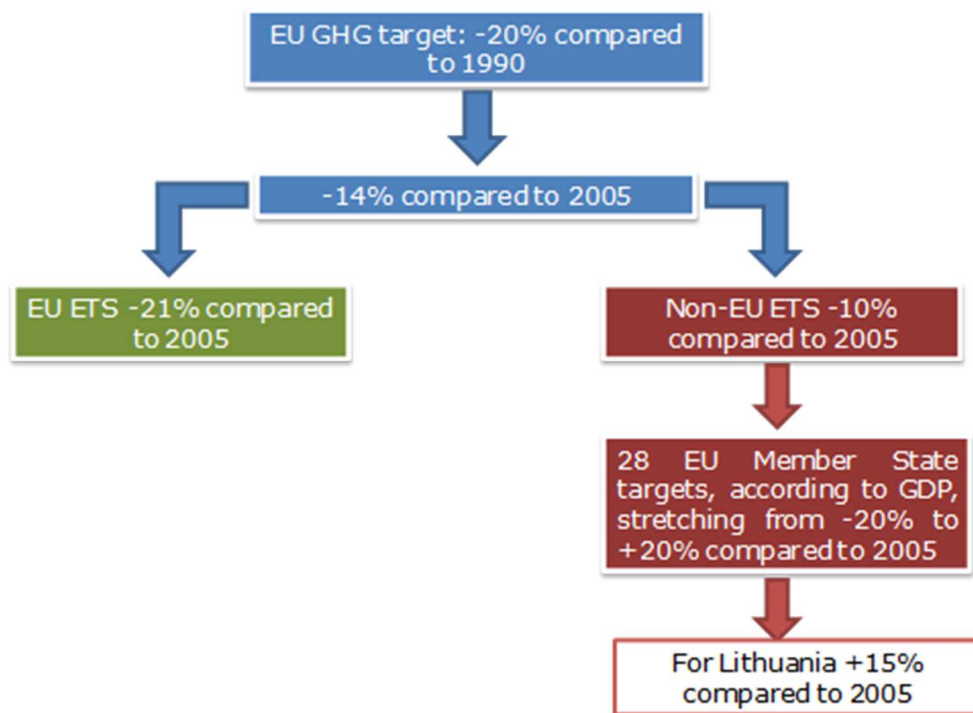 EU GHG target: -20% compared
to 1990
-14% compared to 2005
EU ETS -21% compared
to 2005
Non-EU ETS -10%
compared to 2005
28 EU Member State
targets, according to GDP,
stretching from -20% to
+20% compared to 2005
For Lithuania +15%
compared to 2005